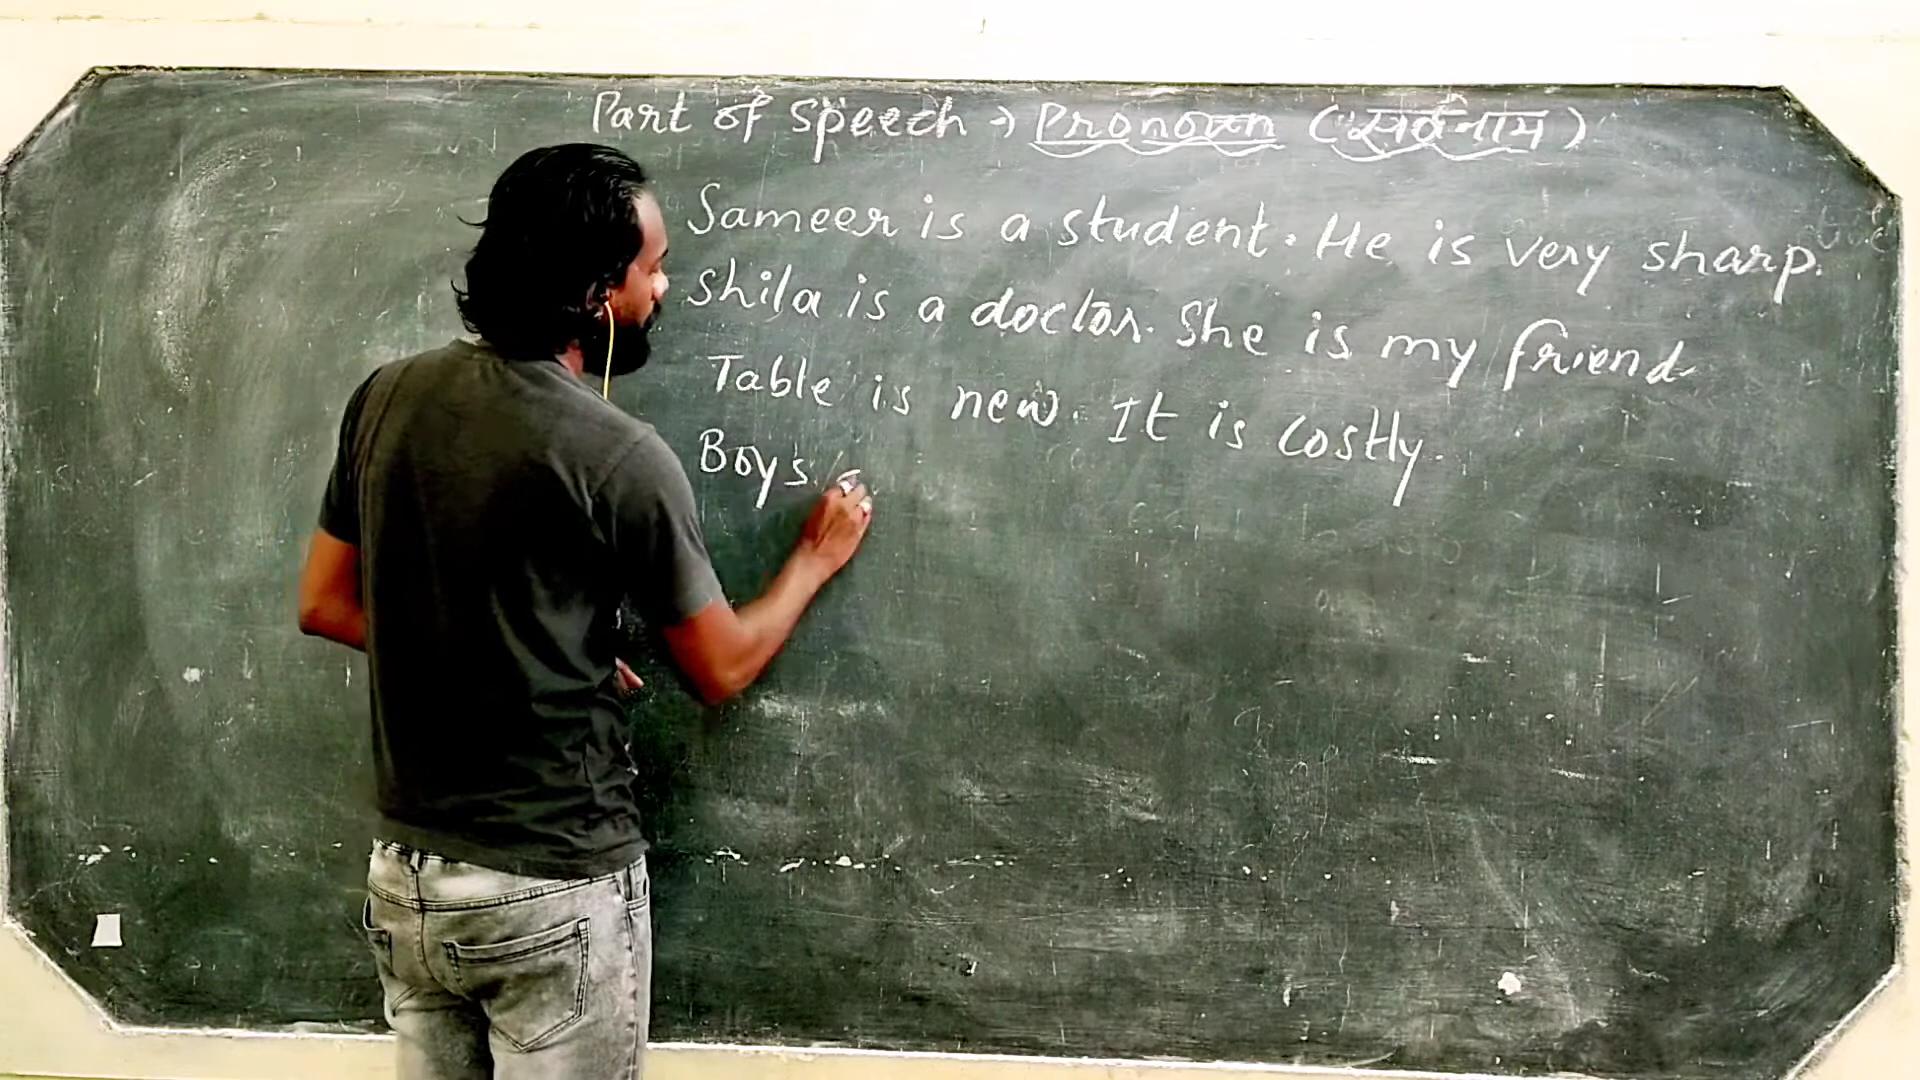 Part of speech → Pronoun (सर्वनाम)
Sameer is a student. He is very sharp.
Shila is a doctor. She is my friend
Table is new. It is costly.
Boys